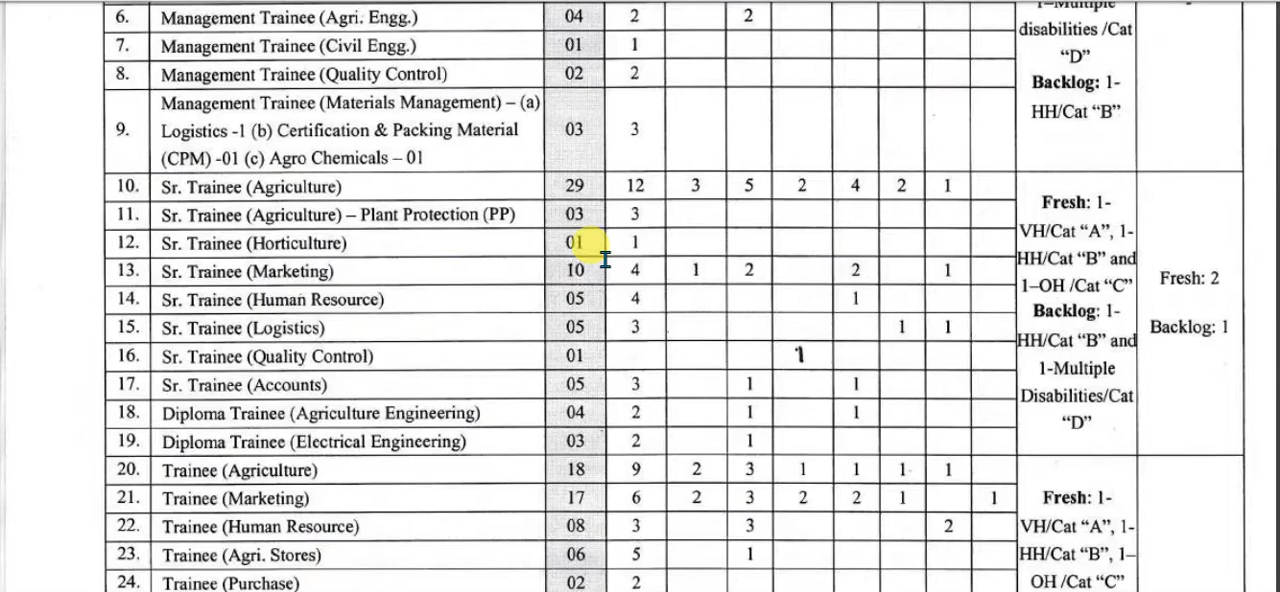 6. Management Trainee (Agri. Engg.) 04 2 2
7. Management Trainee (Civil Engg.) 01 1
8. Management Trainee (Quality Control) 02 2
9. Management Trainee (Materials Management) – (a)
Logistics -1 (b) Certification & Packing Material
(CPM) -01 (c) Agro Chemicals – 01
03 3
1–Multiple
disabilities /Cat
“D”
Backlog: 1-
HH/Cat “B”
-
10. Sr. Trainee (Agriculture) 29 12 3 5 2 4 2 1
11. Sr. Trainee (Agriculture) – Plant Protection (PP) 03 3
12. Sr. Trainee (Horticulture) 01 1
13. Sr. Trainee (Marketing) 10 4 1 2 2 1
14. Sr. Trainee (Human Resource) 05 4 1
15. Sr. Trainee (Logistics) 05 3 1 1
16. Sr. Trainee (Quality Control) 01 1
17. Sr. Trainee (Accounts) 05 3 1 1
18. Diploma Trainee (Agriculture Engineering) 04 2 1 1
19. Diploma Trainee (Electrical Engineering) 03 2 1
Fresh: 1-
VH/Cat “A”, 1-
HH/Cat “B” and
1–OH /Cat “C”
Backlog: 1-
HH/Cat “B” and
1-Multiple
Disabilities/Cat
“D”
Fresh: 2
Backlog: 1
20. Trainee (Agriculture) 18 9 2 3 1 1 1 1
21. Trainee (Marketing) 17 6 2 3 2 2 1 1
22. Trainee (Human Resource) 08 3 3 2
23. Trainee (Agri. Stores) 06 5 1
24. Trainee (Purchase) 02 2
Fresh: 1-
VH/Cat “A”, 1-
HH/Cat “B”, 1–
OH /Cat “C”